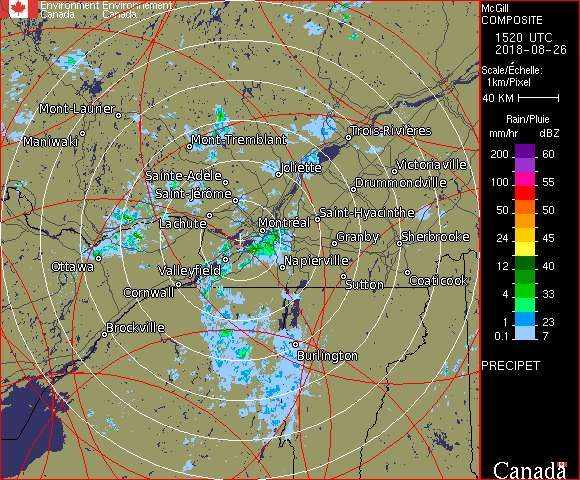 Environment Environnement
Canada Canada
McGill
COMPOSITE
1520 UTC
2018-08-26
Scale/Échelle:
1km/Pixel
40 KM
Rain/Pluie
mm/hr dBZ
200 60
100 55
50 50
24 45
12 40
4 33
0.1 23
0.1 7
PRECIPET
Canada
Mont-Laurier
Maniwaki
Mont-Tremblant
Trois-Rivières
Sainte-Adèle
Joliette
Victoriaville
Saint-Jérôme
Drummondville
Lachute
Montréal
Saint-Hyacinthe
Granby
Sherbrooke
Ottawa
Valleyfield
Napierville
Cornwall
Sutton
Coaticook
Brockville
Burlington